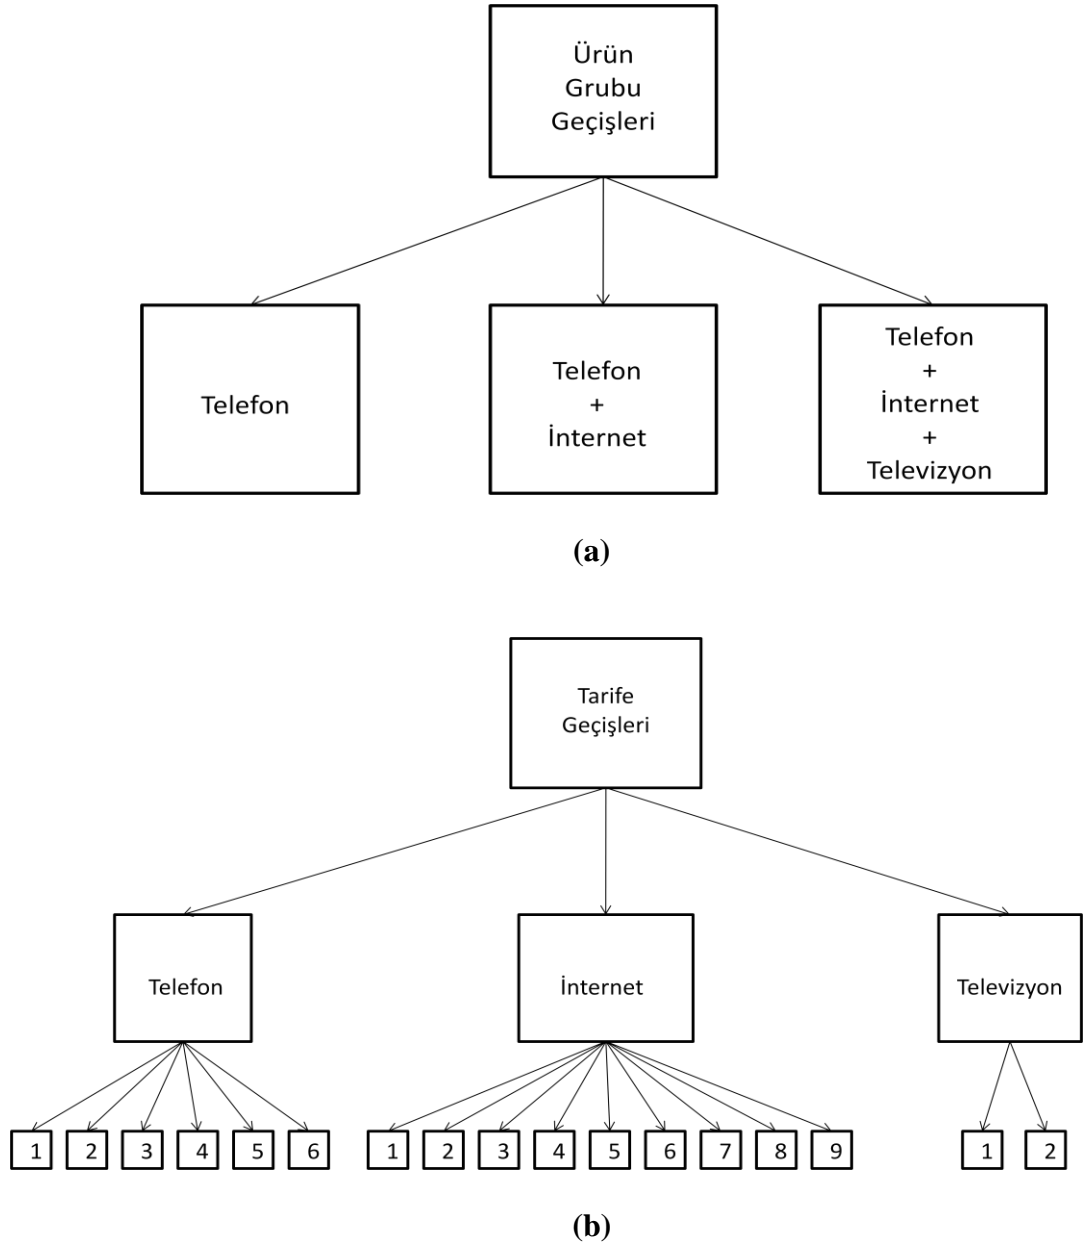 Ürün
Grubu
Geçişleri
Telefon
Telefon
+
İnternet
Telefon
+
İnternet
+
Televizyon
(a)
Tarife
Geçişleri
Telefon
İnternet
Televizyon
1 2 3 4 5 6 1 2 3 4 5 6 7 8 9 1 2
(b)